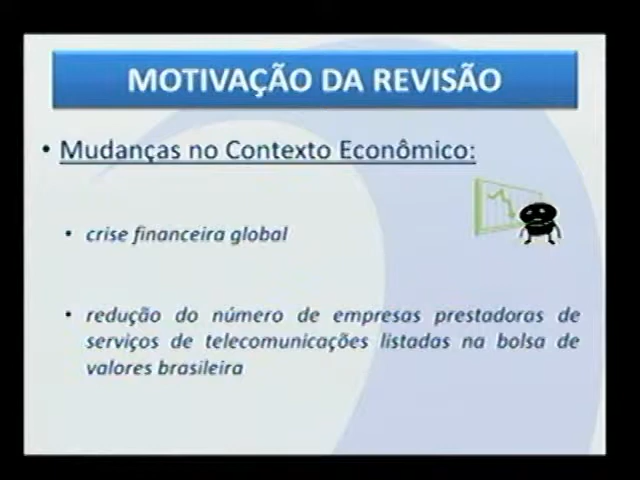 MOTIVAÇÃO DA REVISÃO
• Mudanças no Contexto Econômico:
• crise financeira global
• redução do número de empresas prestadoras de
serviços de telecomunicações listadas na bolsa de
valores brasileira